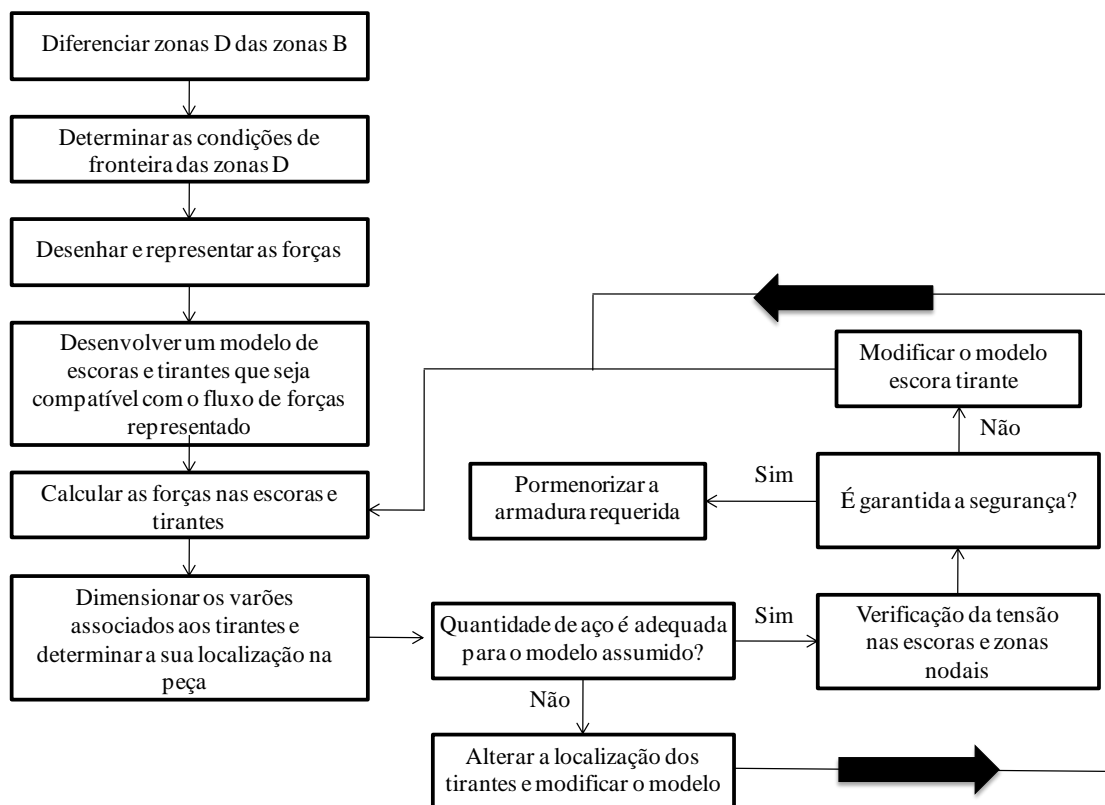 Diferenciar zonas D das zonas B
Determinar as condições de
fronteira das zonas D
Desenhar e representar as forças
Desenvolver um modelo de
escoras e tirantes que seja
compatível com o fluxo de forças
representado
Calcular as forças nas escoras e
tirantes
Dimensionar os varões
associados aos tirantes e
determinar a sua localização na
peça
Quantidade de aço é adequada
para o modelo assumido?
Sim
Não
Alterar a localização dos
tirantes e modificar o modelo
Verificação da tensão
nas escoras e zonas
nodais
É garantida a segurança?
Sim
Não
Pormenorizar a
armadura requerida
Modificar o modelo
escora tirante